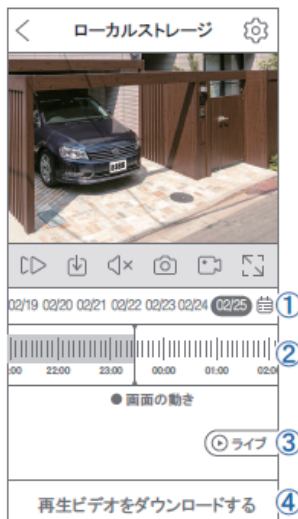 ローカルストレージ
02/19 02/20 02/21 02/22 02/23 02/24 02/25 ①
②
:00 22:00 23:00 00:00 01:00 02:0
●画面の動き
ライブ ③
再生ビデオをダウンロードする ④